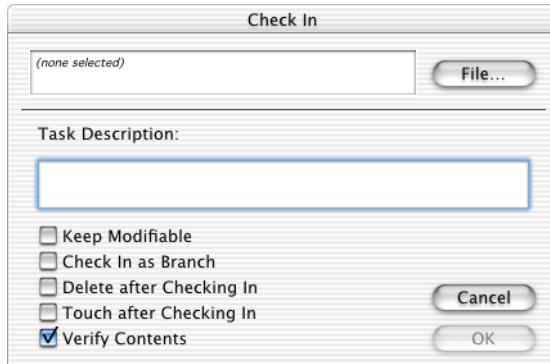 Check In
(none selected)
File...
Task Description:
Keep Modifiable
Check In as Branch
Delete after Checking In
Touch after Checking In
Verify Contents
Cancel
OK